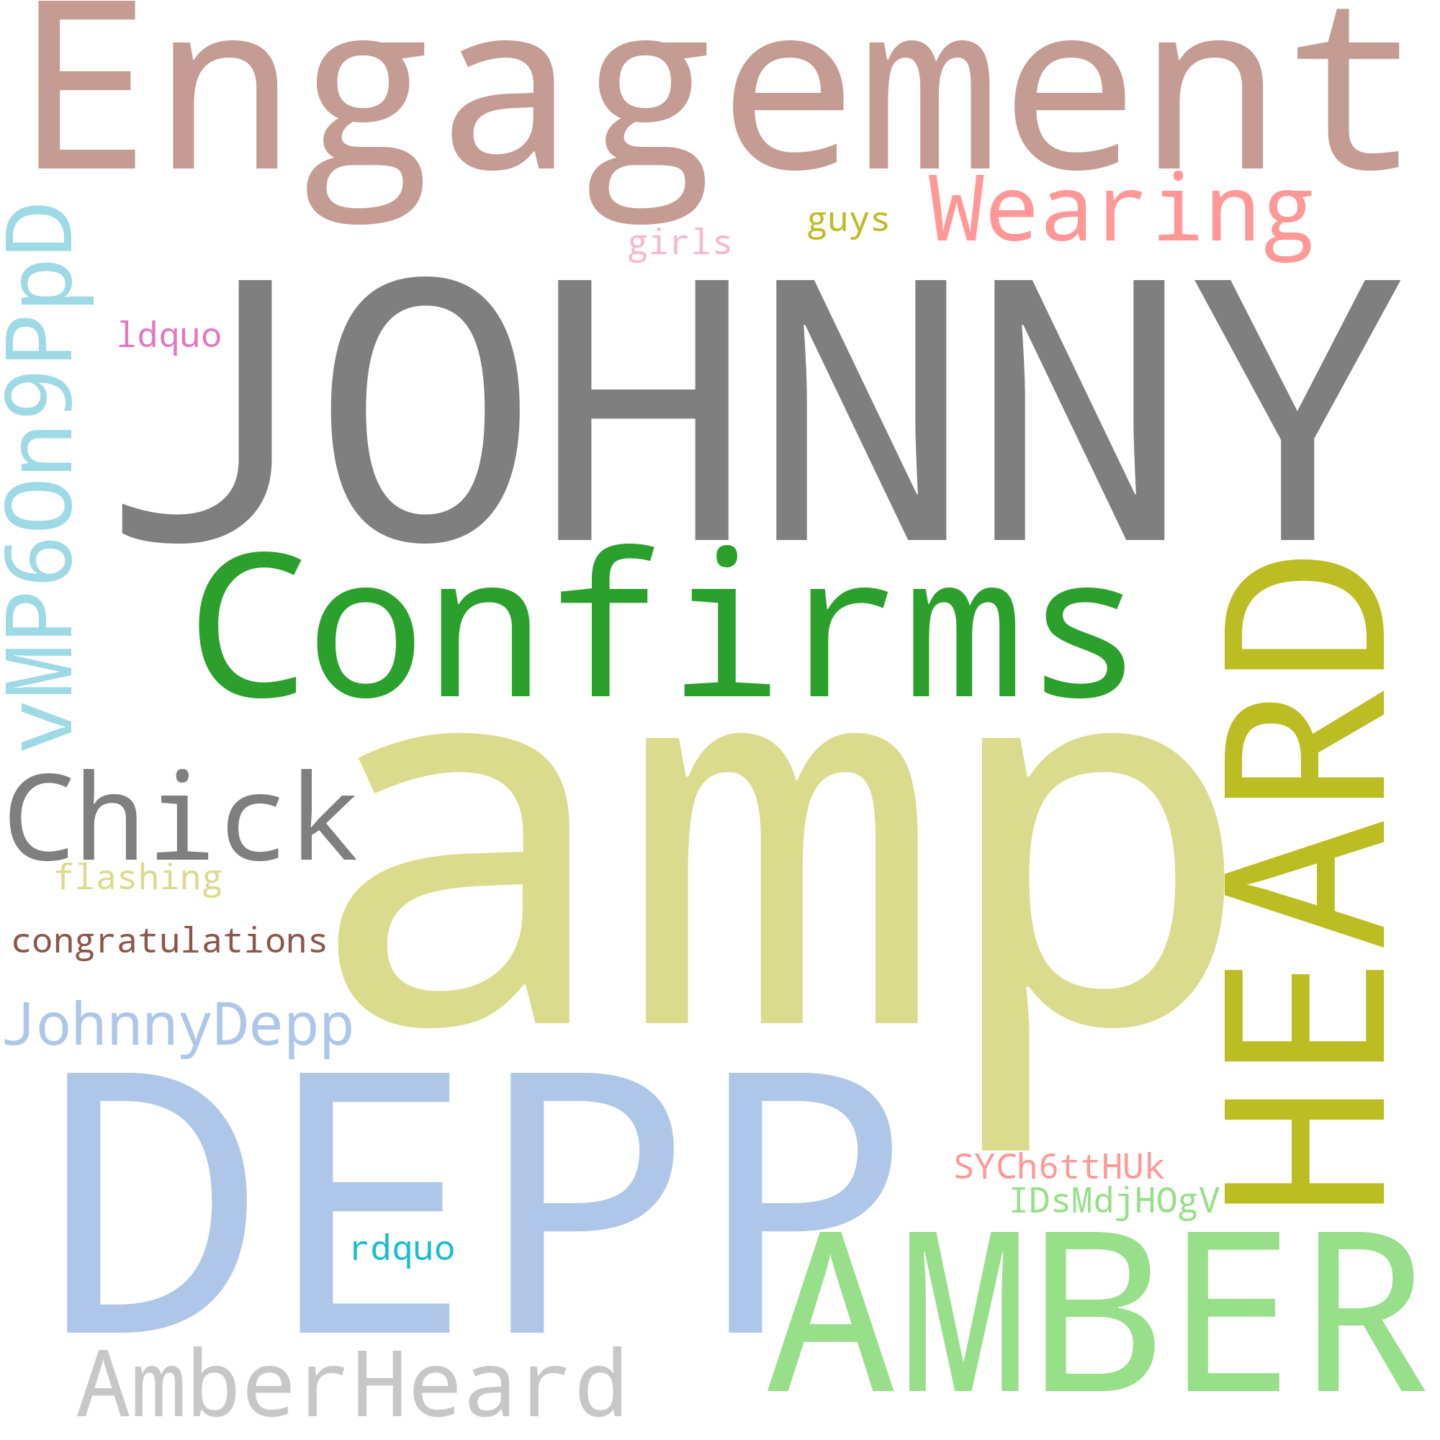 Engagement
Wearing
guys
girls
vMP60n9PpD
JOHNNY
ldquo
Confirms
HEARD
amp
Chick
flashing
congratulations
JohnnyDepp
DEPP
SYCh6ttHUk
IDsMdjHOgV
rdquo
AMBER
AmberHeard